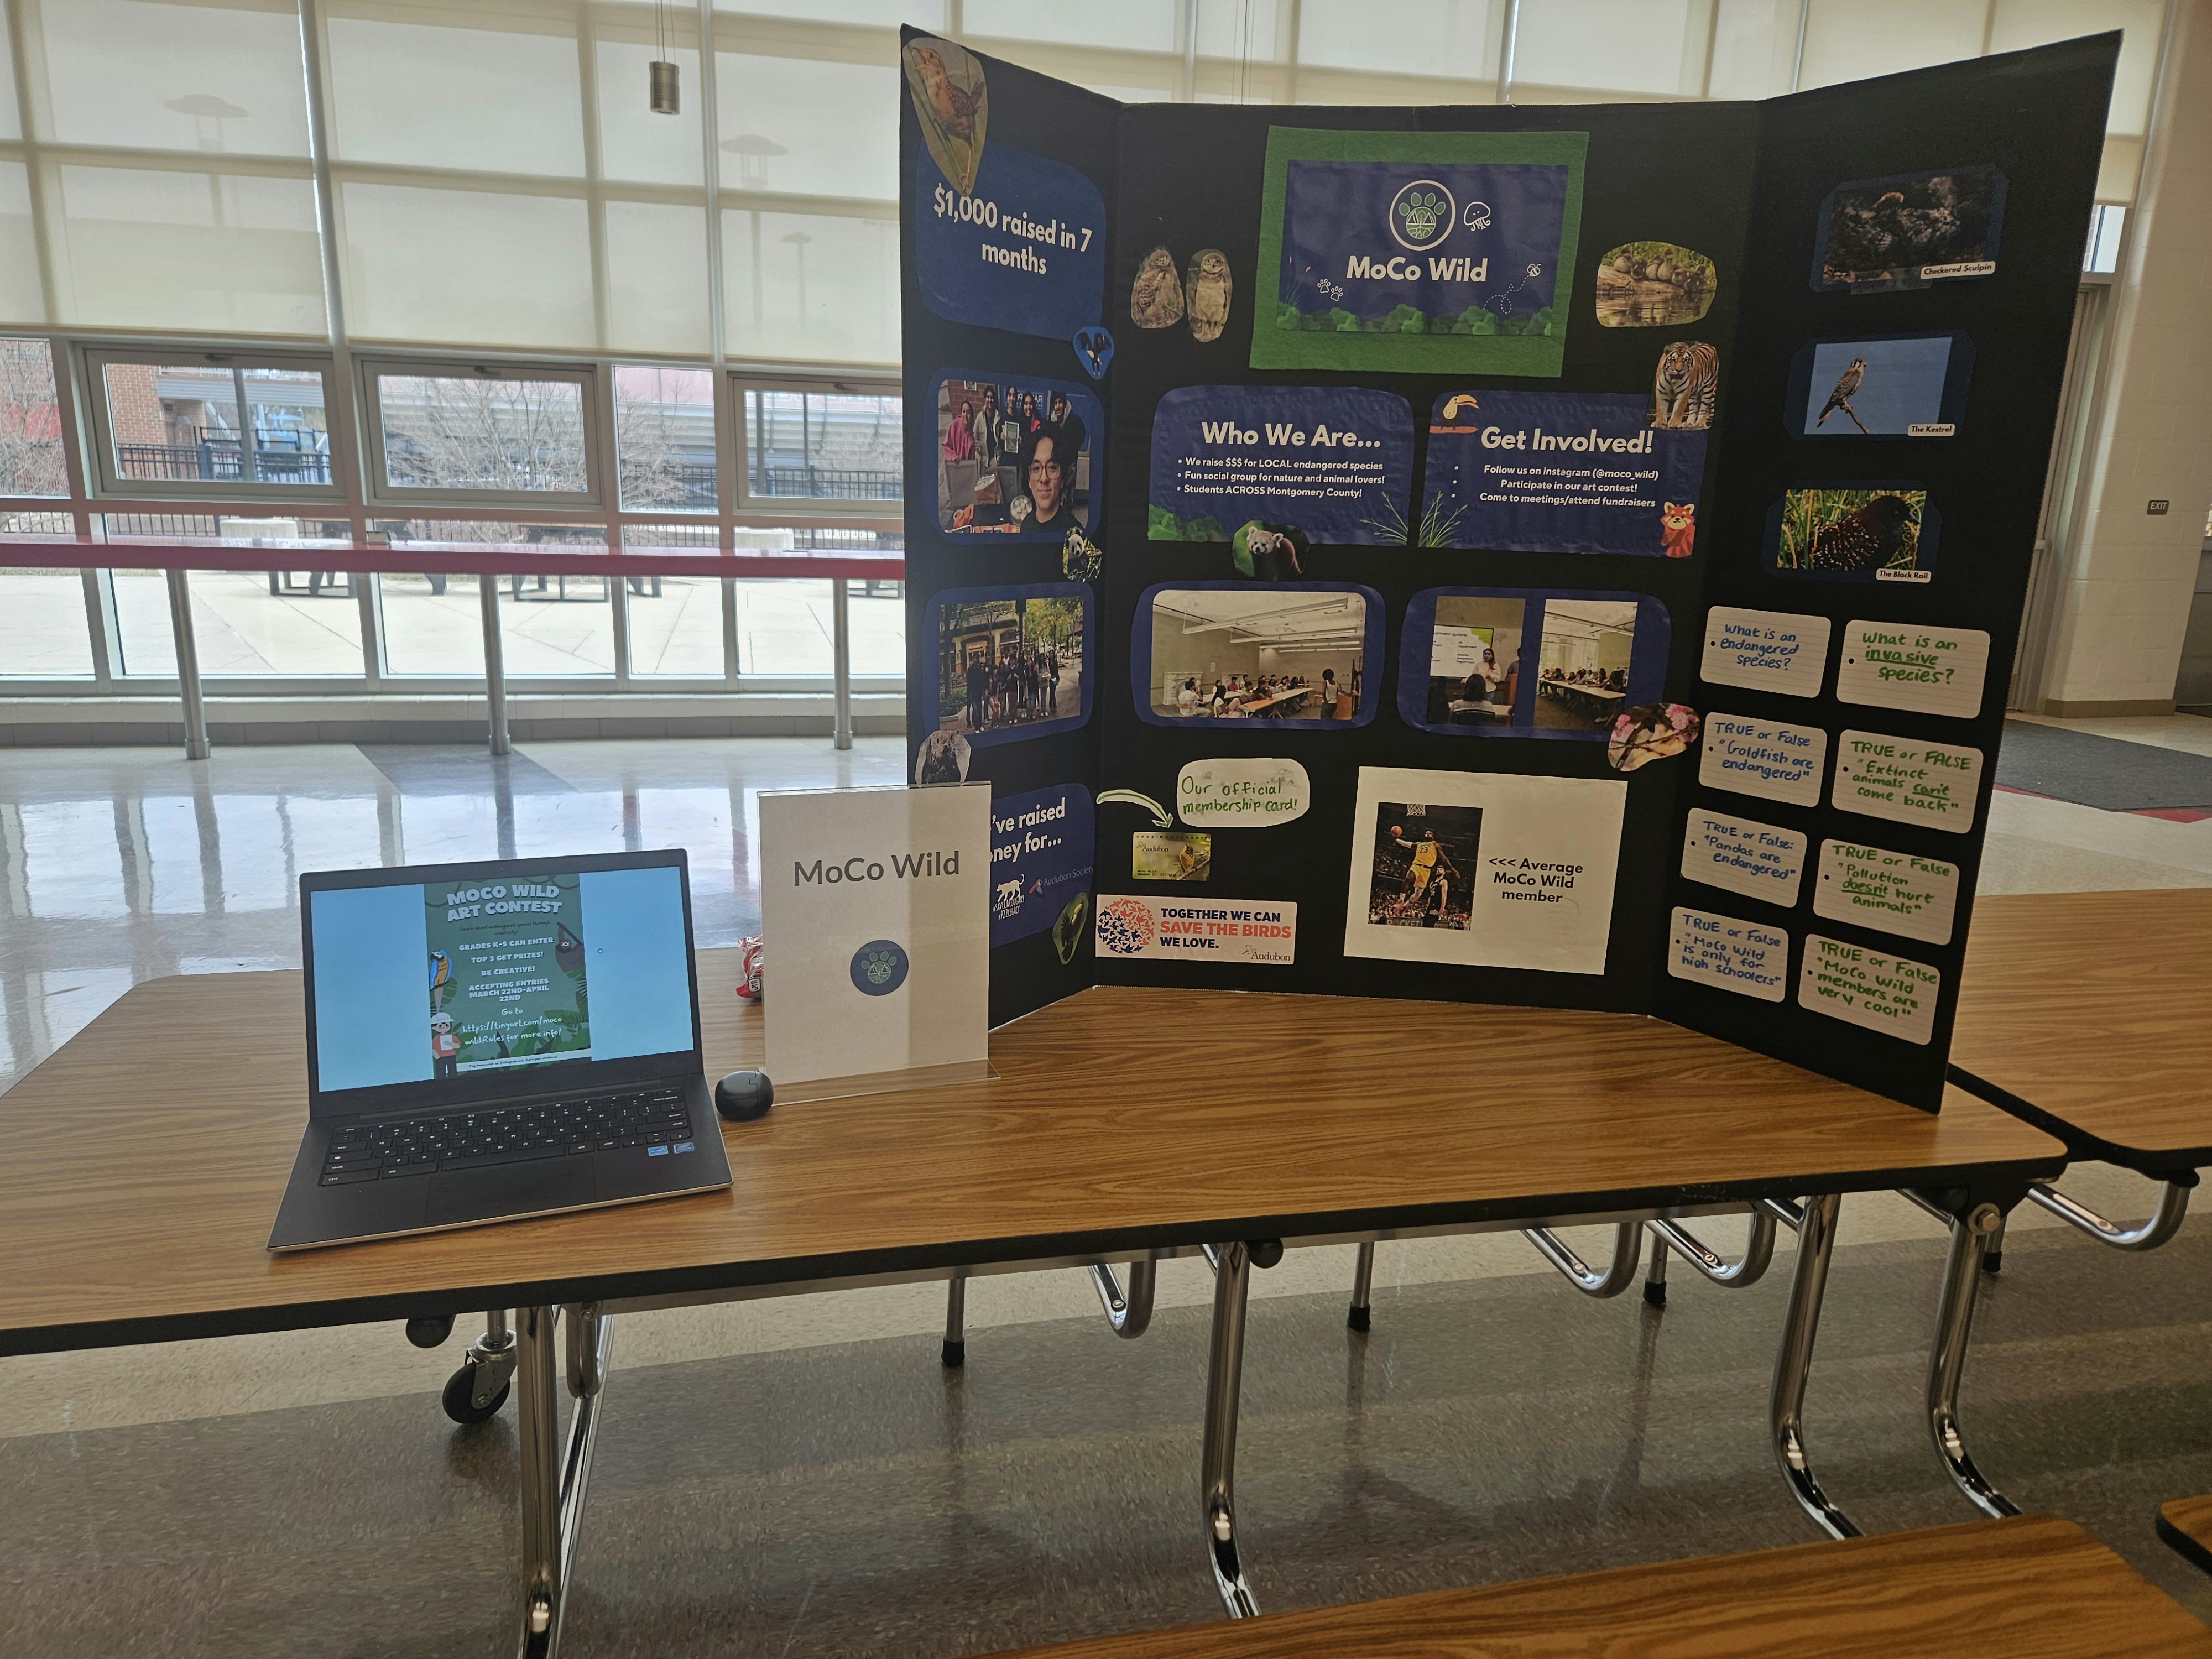 $1,000 raised in 7
months
've raised
ney for...
Audubon Society
MoCo Wild
Who We Are...
• We raise $$$ for LOCAL endangered species
• Fun social group for nature and animal lovers!
• Students ACROSS Montgomery County!
Get Involved!
• Follow us on instagram (@moco_wild)
• Participate in our art contest!
• Come to meetings/attend fundraisers
Our official
membership card!
Audubon
TOGETHER WE CAN
SAVE THE BIRDS
WE LOVE.
Audubon
<<< Average
MoCo Wild
member
23
Checkered Sculpin
The Kestrel
The Black Rail
What is an
• endangered
species?
What is an
• invasive
species?
TRUE or False
• "Goldfish are
endangered"
TRUE or FALSE
• "Extinct
animals can't
come back"
TRUE or False:
• "Pandas are
endangered"
TRUE or False
• "Pollution
doesn't hurt
animals"
TRUE or False
• "MoCo Wild
is only for
high schoolers"
TRUE or False
• "MoCo Wild
members are
very cool"
MoCo Wild
MOCO WILD
ART CONTEST
GRADES K-5 CAN ENTER
TOP 3 GET PRIZES!
BE CREATIVE!
ACCEPTING ENTRIES
MARCH 22ND-APRIL
22ND
Go to
https://tinyurl.com/moco
wildRules for more info!
EXIT